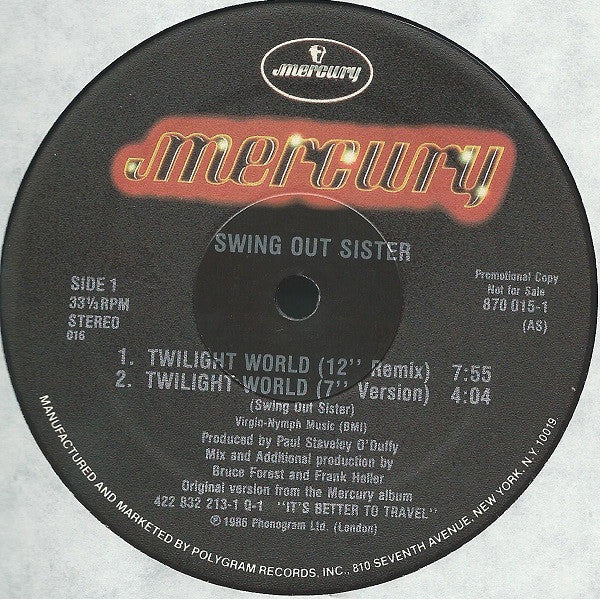 mercury
mercury
SWING OUT SISTER
SIDE 1
33⅓ RPM
STEREO
016
Promotional Copy
Not for Sale
870 015-1
(AS)
1. TWILIGHT WORLD (12'' Remix) 7:55
2. TWILIGHT WORLD (7'' Version) 4:04
(Swing Out Sister)
Virgin-Nymph Music (BMI)
Produced by Paul Staveley O'Duffy
Mix and Additional production by
Bruce Forest and Frank Heller
Original version from the Mercury album
422 832 213-1 Q-1 "IT'S BETTER TO TRAVEL"
℗ 1986 Phonogram Ltd. (London)
MANUFACTURED AND MARKETED BY POLYGRAM RECORDS, INC., 810 SEVENTH AVENUE, NEW YORK, N.Y. 10019